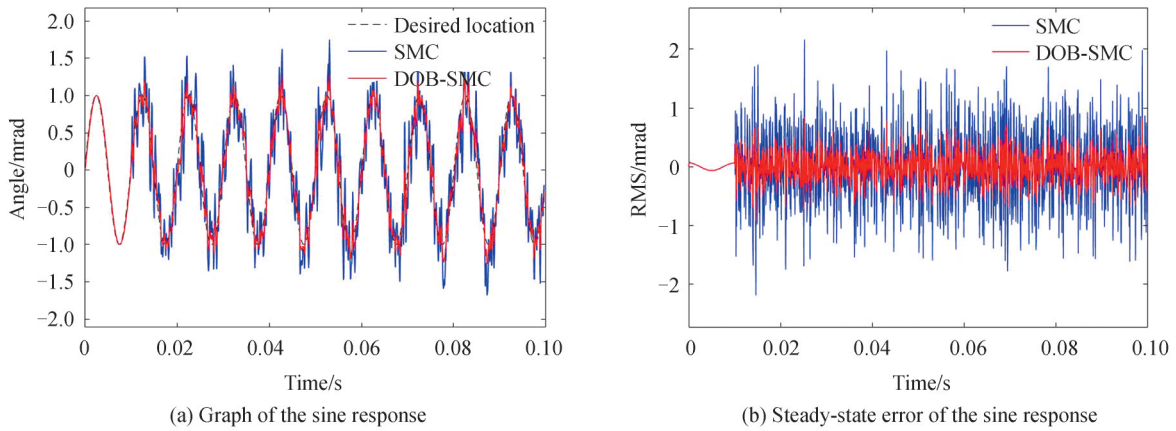 2.0
1.5
1.0
0.5
0
−0.5
−1.0
−1.5
−2.0
Angle/mrad
Desired location
SMC
DOB-SMC
0 0.02 0.04 0.06 0.08 0.10
Time/s
(a) Graph of the sine response
2
1
0
−1
−2
RMS/mrad
SMC
DOB-SMC
0 0.02 0.04 0.06 0.08 0.10
Time/s
(b) Steady-state error of the sine response